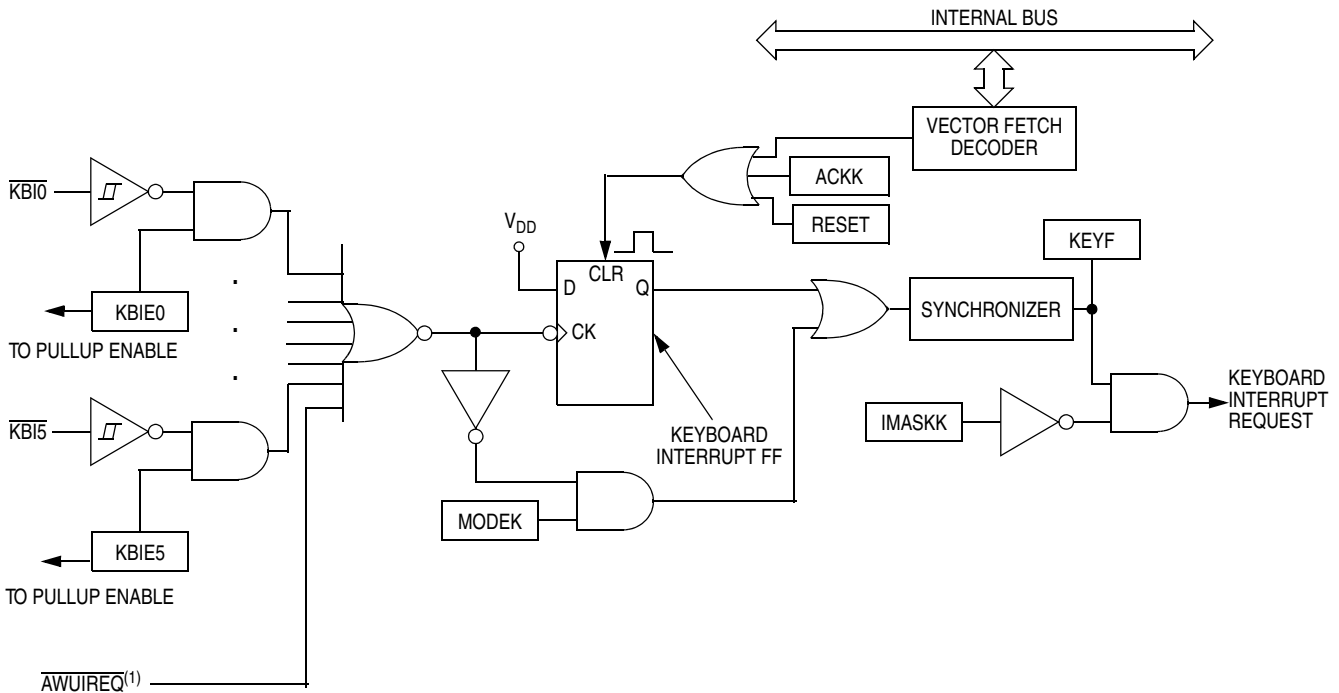 INTERNAL BUS
VECTOR FETCH
DECODER
ACKK
RESET
KBI0
KBIE0
TO PULLUP ENABLE
.
.
.
KBI5
KBIE5
TO PULLUP ENABLE
AWUIREQ(1)
VDD
CLR
D
Q
CK
KEYBOARD
INTERRUPT FF
MODEK
SYNCHRONIZER
KEYF
IMASKK
KEYBOARD
INTERRUPT
REQUEST